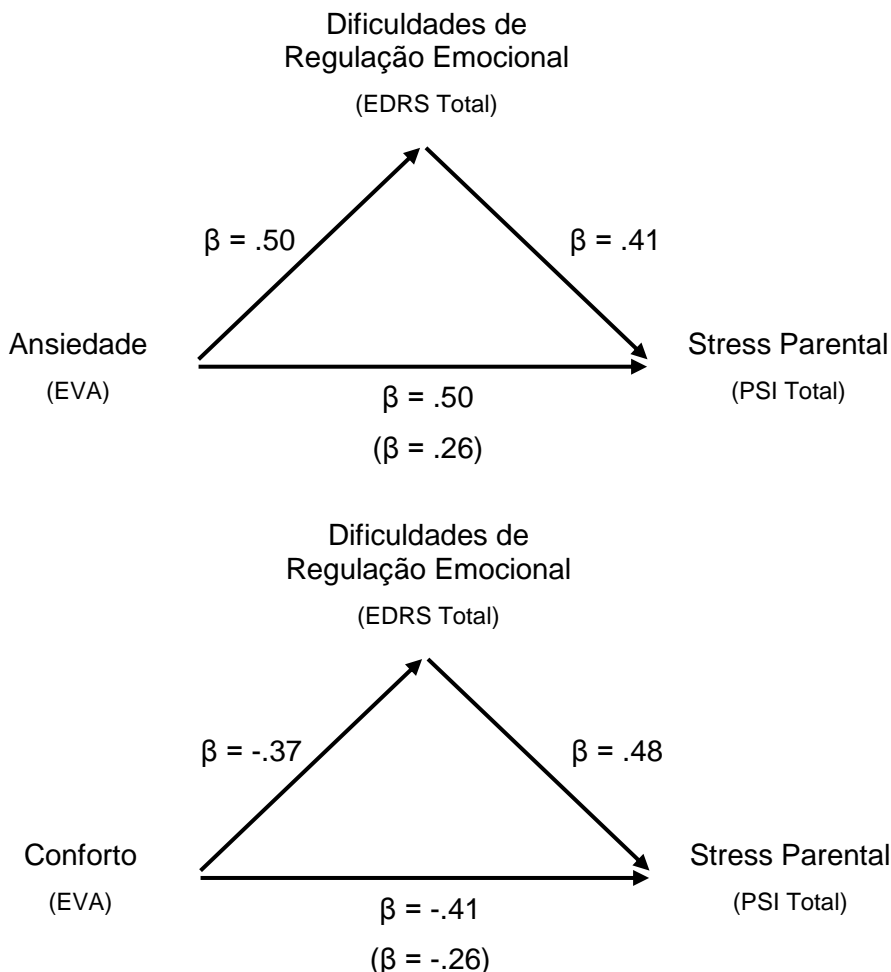 Dificuldades de
Regulação Emocional
(EDRS Total)
β = .50
β = .41
Ansiedade
(EVA)
Stress Parental
(PSI Total)
β = .50
(β = .26)
Dificuldades de
Regulação Emocional
(EDRS Total)
β = -.37
β = .48
Conforto
(EVA)
Stress Parental
(PSI Total)
β = -.41
(β = -.26)